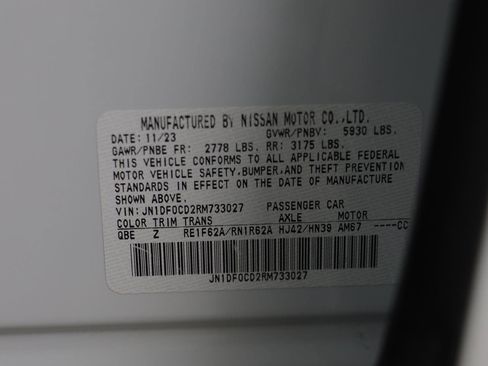 MANUFACTURED BY NISSAN MOTOR CO.,LTD.
DATE: 11/23 GVWR/PNBV: 5930 LBS.
GAWR/PNBE FR: 2778 LBS. RR: 3175 LBS.
THIS VEHICLE CONFORMS TO ALL APPLICABLE FEDERAL
MOTOR VEHICLE SAFETY,BUMPER,AND THEFT PREVENTION
STANDARDS IN EFFECT ON THE DATE OF MANUFACTURE
SHOWN ABOVE.
VIN: JN1DF0CD2RM733027 PASSENGER CAR
COLOR TRIM TRANS AXLE MOTOR
QBE Z RE1F62A/RN1R62A HJ42/HN39 AM67 ----CC
JN1DF0CD2RM733027